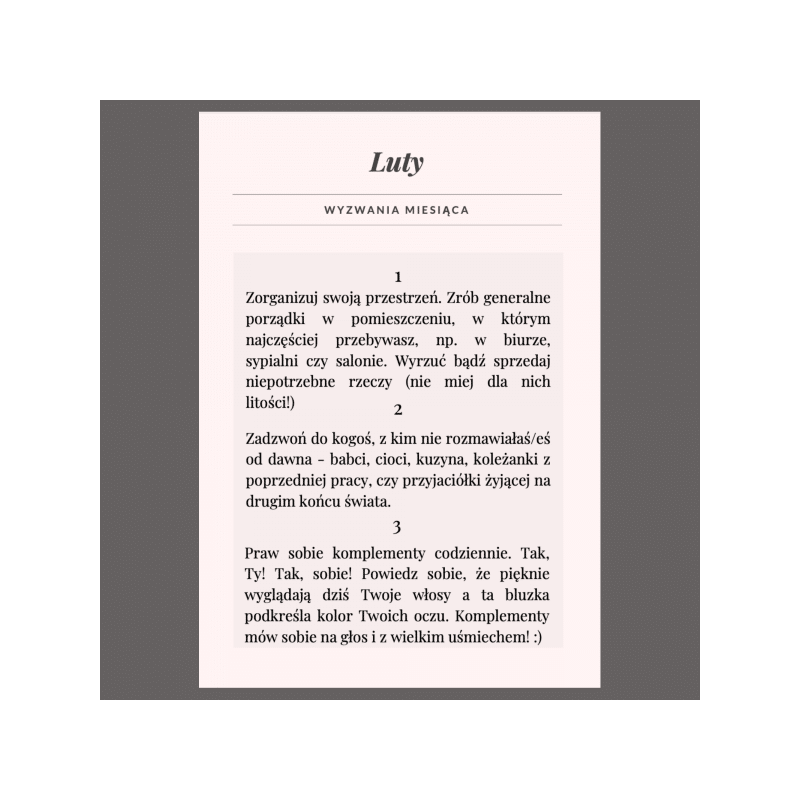 Luty
WYZWANIA MIESIĄCA
1
Zorganizuj swoją przestrzeń. Zrób generalne
porządki w pomieszczeniu, w którym
najczęściej przebywasz, np. w biurze,
sypialni czy salonie. Wyrzuć bądź sprzedaj
niepotrzebne rzeczy (nie miej dla nich
litości!)
2
Zadzwoń do kogoś, z kim nie rozmawiałaś/eś
od dawna - babci, cioci, kuzyna, koleżanki z
poprzedniej pracy, czy przyjaciółki żyjącej na
drugim końcu świata.
3
Praw sobie komplementy codziennie. Tak,
Ty! Tak, sobie! Powiedz sobie, że pięknie
wyglądają dziś Twoje włosy a ta bluzka
podkreśla kolor Twoich oczu. Komplementy
mów sobie na głos i z wielkim uśmiechem! :)